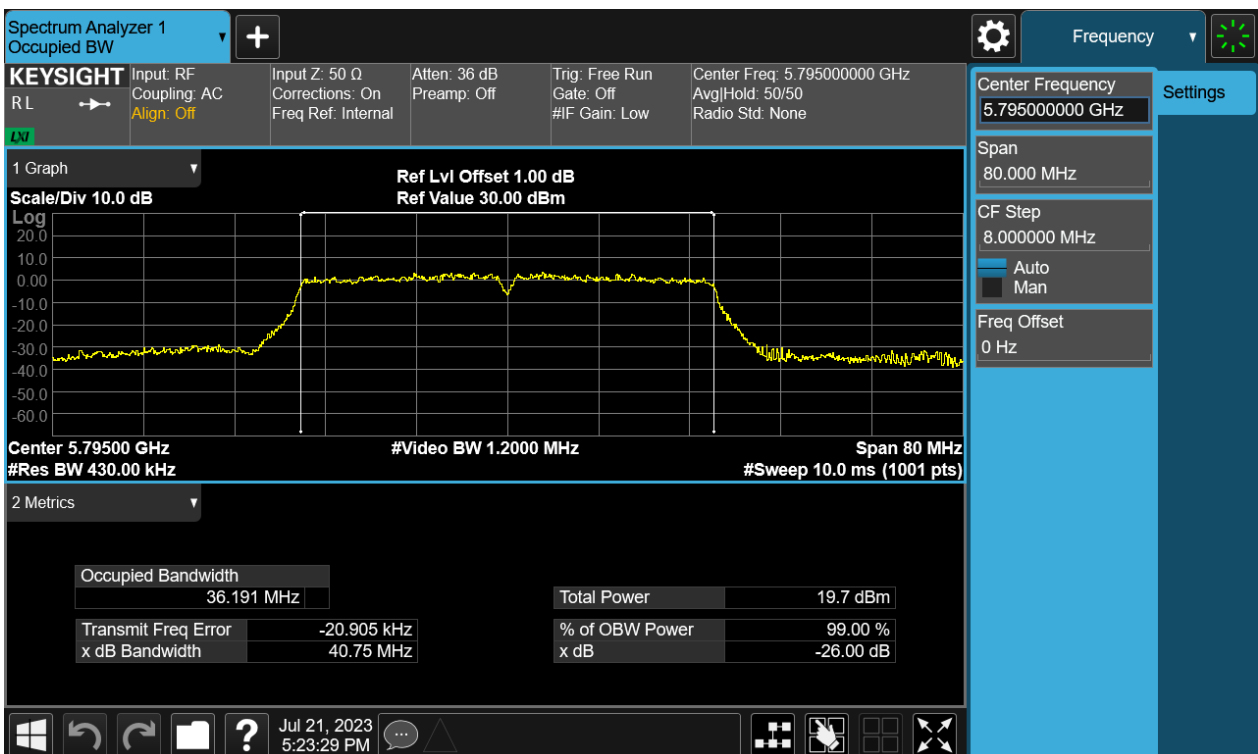 Spectrum Analyzer 1
Occupied BW
Frequency
KEYSIGHT
R L
LXI
Input: RF
Coupling: AC
Align: Off
Input Z: 50 Ω
Corrections: On
Freq Ref: Internal
Atten: 36 dB
Preamp: Off
Trig: Free Run
Gate: Off
#IF Gain: Low
Center Freq: 5.795000000 GHz
Avg|Hold: 50/50
Radio Std: None
Center Frequency
5.795000000 GHz
Settings
Span
80.000 MHz
CF Step
8.000000 MHz
Auto
Man
Freq Offset
0 Hz
1 Graph
Scale/Div 10.0 dB
Ref Lvl Offset 1.00 dB
Ref Value 30.00 dBm
Log
20.0
10.0
0.00
-10.0
-20.0
-30.0
-40.0
-50.0
-60.0
Center 5.79500 GHz
#Video BW 1.2000 MHz
Span 80 MHz
#Res BW 430.00 kHz
#Sweep 10.0 ms (1001 pts)
2 Metrics
Occupied Bandwidth
36.191 MHz
Total Power 19.7 dBm
Transmit Freq Error -20.905 kHz
% of OBW Power 99.00 %
x dB Bandwidth 40.75 MHz
x dB -26.00 dB
?
Jul 21, 2023
5:23:29 PM